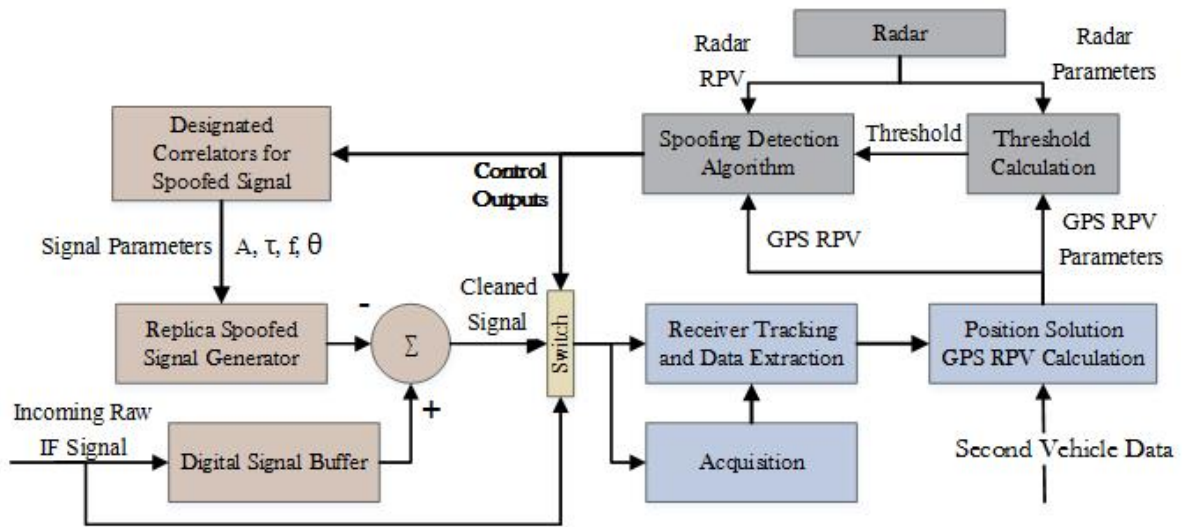 Radar
RPV
Radar
Radar
Parameters
Designated
Correlators for
Spoofed Signal
Spoofing Detection
Algorithm
Threshold
Threshold
Calculation
Control
Outputs
Signal Parameters
A, τ, f, θ
GPS RPV
GPS RPV
Parameters
Replica Spoofed
Signal Generator
-
Σ
+
Cleaned
Signal
Switch
Receiver Tracking
and Data Extraction
Position Solution
GPS RPV Calculation
Incoming Raw
IF Signal
Digital Signal Buffer
Acquisition
Second Vehicle Data